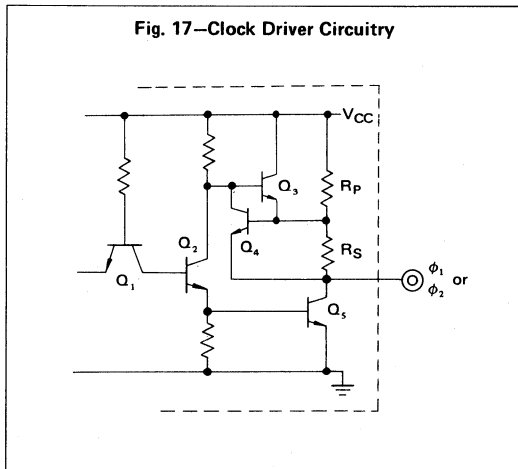 Fig. 17—Clock Driver Circuitry
VCC
Q3
RP
Q4
RS
Q2
Q1
ϕ1 or
ϕ2
Q5